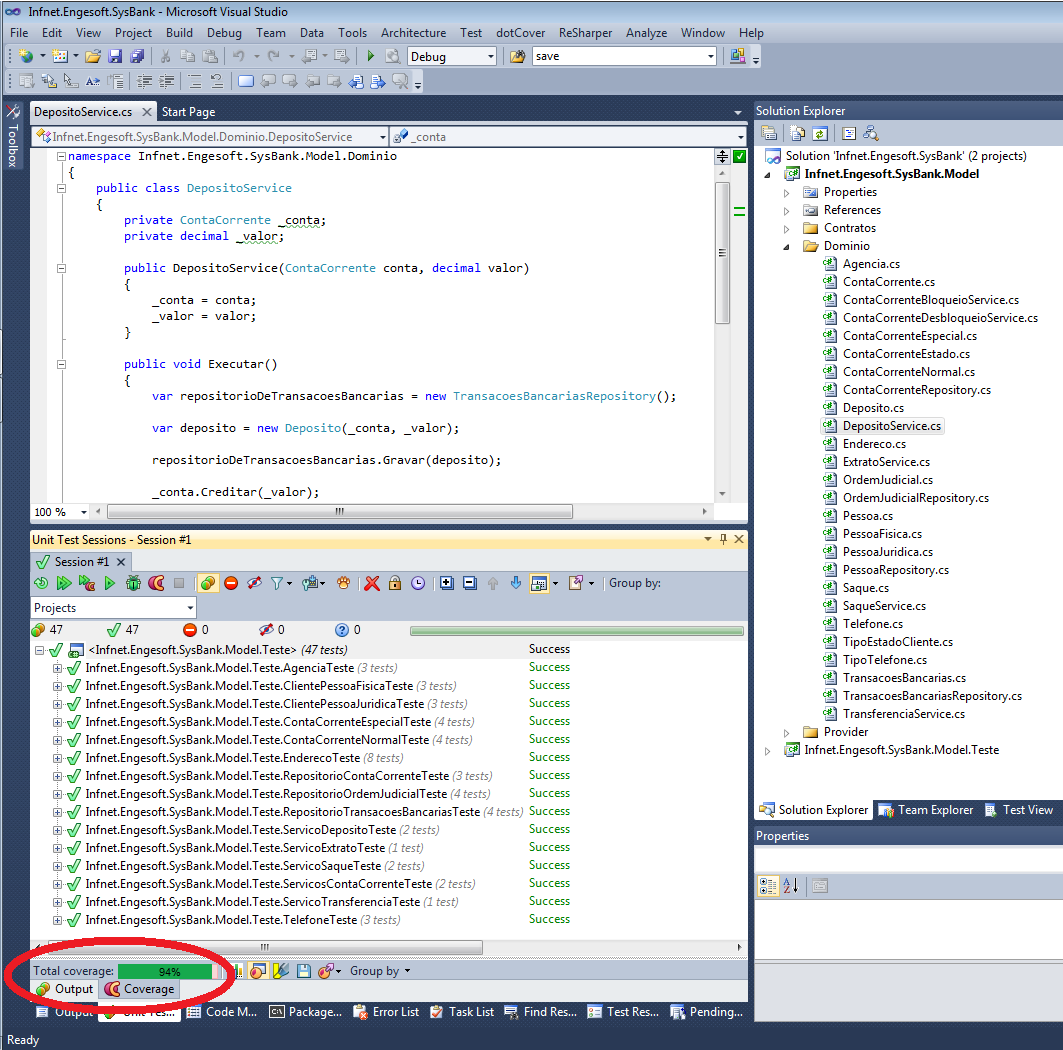 Infnet.Engesoft.SysBank - Microsoft Visual Studio
File Edit View Project Build Debug Team Data Tools Architecture Test dotCover ReSharper Analyze Window Help
Debug save
Toolbox
DepositoService.cs Start Page
Infnet.Engesoft.SysBank.Model.Dominio.DepositoService _conta
namespace Infnet.Engesoft.SysBank.Model.Dominio
{
public class DepositoService
{
private ContaCorrente _conta;
private decimal _valor;
public DepositoService(ContaCorrente conta, decimal valor)
{
_conta = conta;
_valor = valor;
}
public void Executar()
{
var repositorioDeTransacoesBancarias = new TransacoesBancariasRepository();
var deposito = new Deposito(_conta, _valor);
repositorioDeTransacoesBancarias.Gravar(deposito);
_conta.Creditar(_valor);
100 %
Unit Test Sessions - Session #1
Session #1
Group by:
Projects
47 47 0 0 0
<Infnet.Engesoft.SysBank.Model.Teste> (47 tests) Success
Infnet.Engesoft.SysBank.Model.Teste.AgenciaTeste (3 tests) Success
Infnet.Engesoft.SysBank.Model.Teste.ClientePessoaFisicaTeste (3 tests) Success
Infnet.Engesoft.SysBank.Model.Teste.ClientePessoaJuridicaTeste (3 tests) Success
Infnet.Engesoft.SysBank.Model.Teste.ContaCorrenteEspecialTeste (4 tests) Success
Infnet.Engesoft.SysBank.Model.Teste.ContaCorrenteNormalTeste (4 tests) Success
Infnet.Engesoft.SysBank.Model.Teste.EnderecoTeste (8 tests) Success
Infnet.Engesoft.SysBank.Model.Teste.RepositorioContaCorrenteTeste (3 tests) Success
Infnet.Engesoft.SysBank.Model.Teste.RepositorioOrdemJudicialTeste (4 tests) Success
Infnet.Engesoft.SysBank.Model.Teste.RepositorioTransacoesBancariasTeste (4 tests) Success
Infnet.Engesoft.SysBank.Model.Teste.ServicoDepositoTeste (2 tests) Success
Infnet.Engesoft.SysBank.Model.Teste.ServicoExtratoTeste (1 test) Success
Infnet.Engesoft.SysBank.Model.Teste.ServicoSaqueTeste (2 tests) Success
Infnet.Engesoft.SysBank.Model.Teste.ServicosContaCorrenteTeste (2 tests) Success
Infnet.Engesoft.SysBank.Model.Teste.ServicoTransferenciaTeste (1 test) Success
Infnet.Engesoft.SysBank.Model.Teste.TelefoneTeste (3 tests) Success
Total coverage: 94% Group by
Output Coverage
Output Unit Tes... Code M... Package... Error List Task List Find Res... Test Res... Pending...
Ready
Solution Explorer
Solution 'Infnet.Engesoft.SysBank' (2 projects)
Infnet.Engesoft.SysBank.Model
Properties
References
Contratos
Dominio
Agencia.cs
ContaCorrente.cs
ContaCorrenteBloqueioService.cs
ContaCorrenteDesbloqueioService.cs
ContaCorrenteEspecial.cs
ContaCorrenteEstado.cs
ContaCorrenteNormal.cs
ContaCorrenteRepository.cs
Deposito.cs
DepositoService.cs
Endereco.cs
ExtratoService.cs
OrdemJudicial.cs
OrdemJudicialRepository.cs
Pessoa.cs
PessoaFisica.cs
PessoaJuridica.cs
PessoaRepository.cs
Saque.cs
SaqueService.cs
Telefone.cs
TipoEstadoCliente.cs
TipoTelefone.cs
TransacoesBancarias.cs
TransacoesBancariasRepository.cs
TransferenciaService.cs
Provider
Infnet.Engesoft.SysBank.Model.Teste
Solution Explorer Team Explorer Test View
Properties